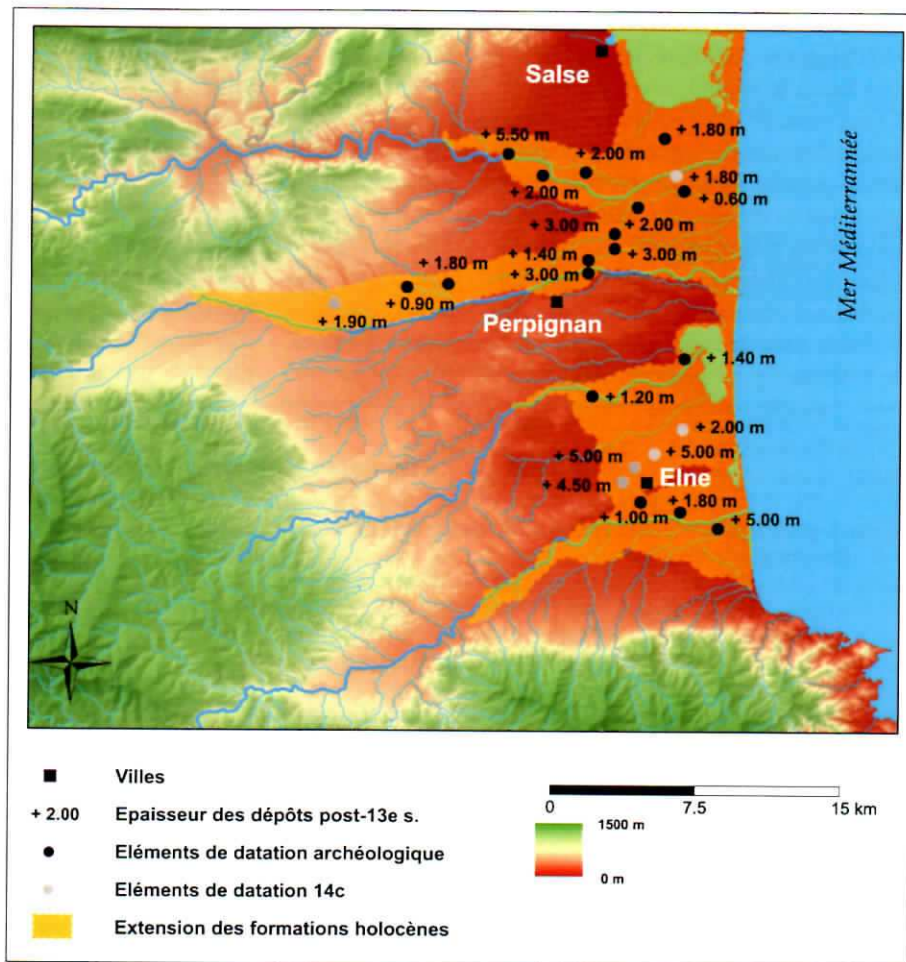 Salse
+ 5.50 m
+ 1.80 m
+ 2.00 m
+ 1.80 m
+ 2.00 m
+ 0.60 m
+ 3.00 m
+ 2.00 m
+ 1.40 m
+ 3.00 m
+ 1.80 m
+ 3.00 m
+ 0.90 m
+ 1.90 m
Perpignan
Mer Méditerrannée
+ 1.40 m
+ 1.20 m
+ 2.00 m
+ 5.00 m
+ 5.00 m
Elne
+ 4.50 m
+ 1.80 m
+ 1.00 m
+ 5.00 m
N
Villes
+ 2.00 Epaisseur des dépôts post-13e s.
Eléments de datation archéologique
Eléments de datation 14c
Extension des formations holocènes
0 7.5 15 km
1500 m
0 m